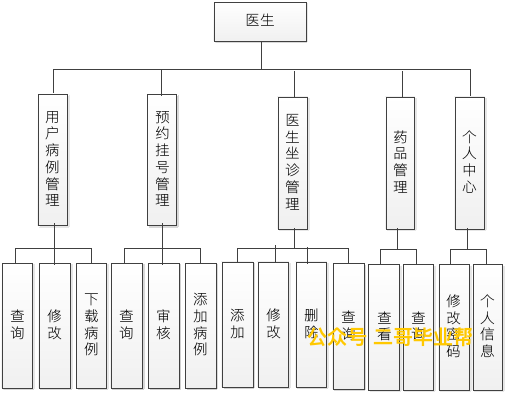 医生
用户病例管理
预约挂号管理
医生坐诊管理
药品管理
个人中心
查询
修改
下载病例
查询
审核
添加病例
添加
修改
删除
查询
查看
查询
修改密码
个人信息
公众号 二哥毕业帮